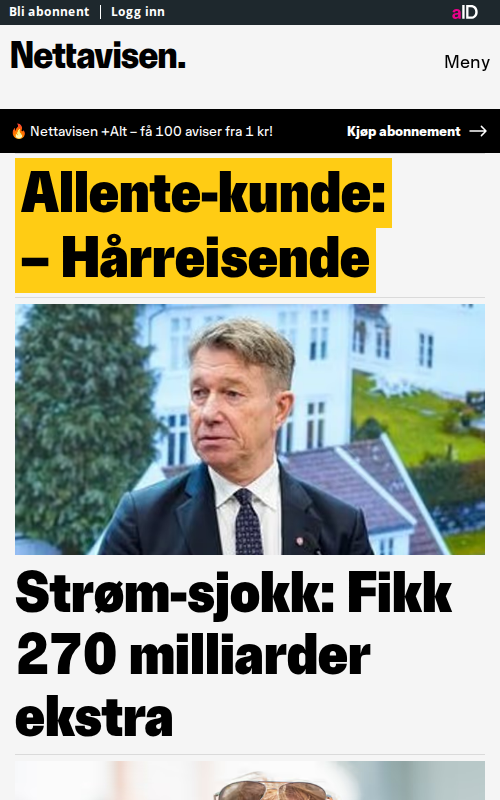 Bli abonnent
Logg inn
aID
Nettavisen.
Meny
🔥 Nettavisen +Alt – få 100 aviser fra 1 kr!
Kjøp abonnement →
Allente-kunde:
– Hårreisende
Strøm-sjokk: Fikk
270 milliarder
ekstra